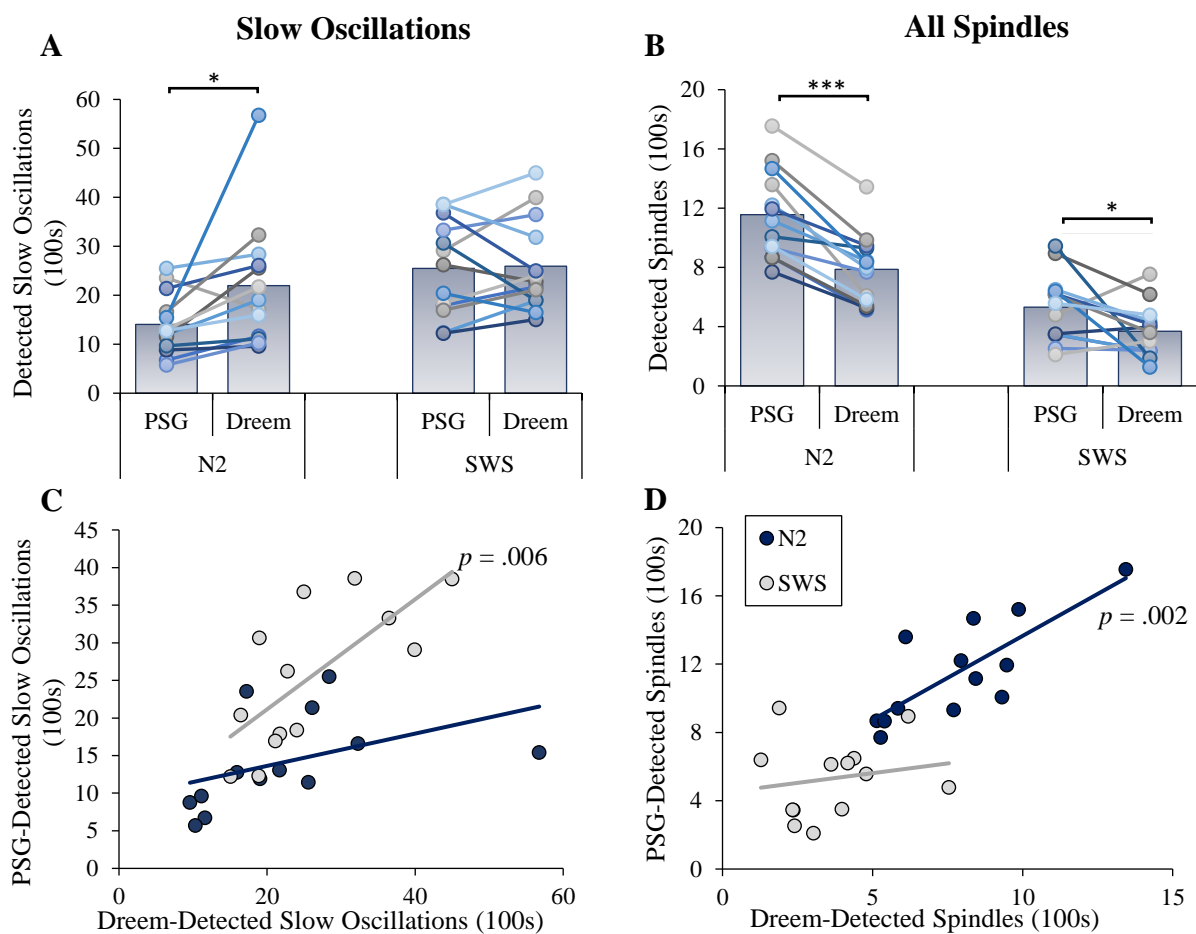 Slow Oscillations
A
Detected Slow Oscillations
(100s)
60
50
40
30
20
10
0
*
PSG
Dreem
PSG
Dreem
N2
SWS
All Spindles
B
Detected Spindles (100s)
20
16
12
8
4
0
***
*
PSG
Dreem
PSG
Dreem
N2
SWS
C
PSG-Detected Slow Oscillations
(100s)
45
40
35
30
25
20
15
10
5
0
p = .006
0
20
40
60
Dreem-Detected Slow Oscillations (100s)
D
PSG-Detected Spindles (100s)
20
16
12
8
4
0
N2
SWS
p = .002
0
5
10
15
Dreem-Detected Spindles (100s)